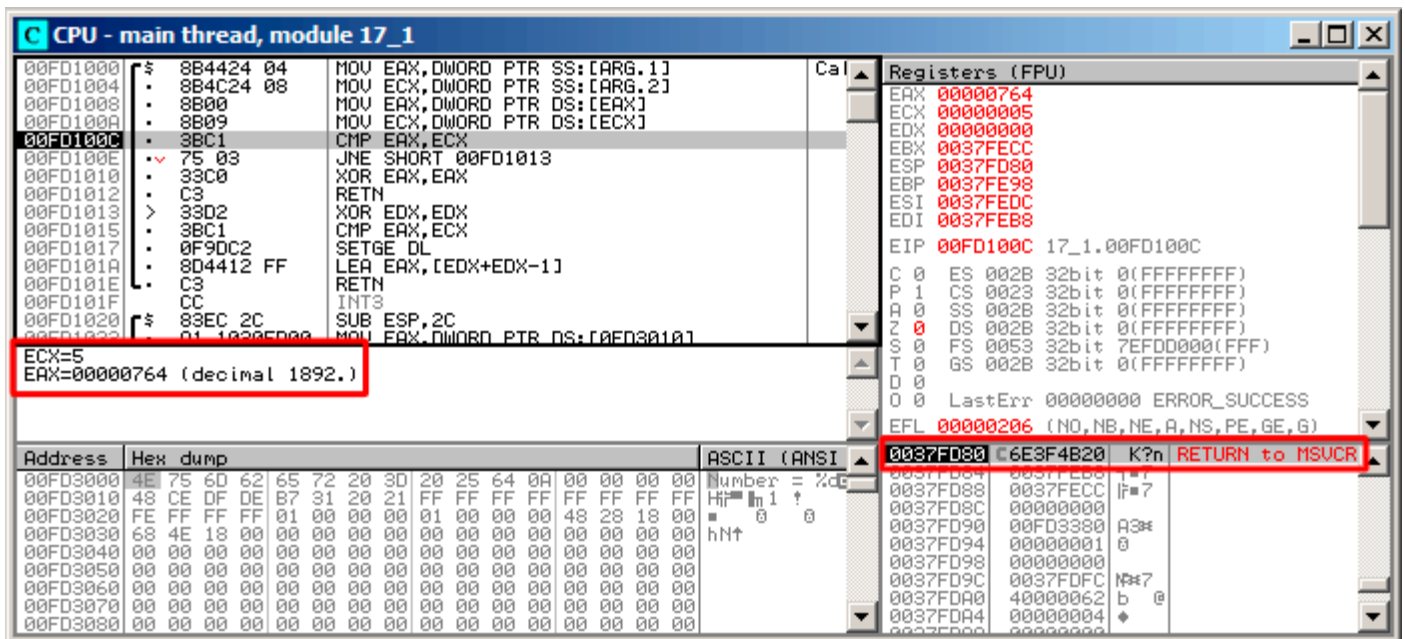 C CPU - main thread, module 17_1
00FD1000 $ 8B4424 04 MOV EAX,DWORD PTR SS:[ARG.1]
00FD1004 . 8B4C24 08 MOV ECX,DWORD PTR SS:[ARG.2]
00FD1008 . 8B00 MOV EAX,DWORD PTR DS:[EAX]
00FD100A . 8B09 MOV ECX,DWORD PTR DS:[ECX]
00FD100C . 3BC1 CMP EAX,ECX
00FD100E . 75 03 JNE SHORT 00FD1013
00FD1010 . 33C0 XOR EAX,EAX
00FD1012 . C3 RETN
00FD1013 > 33D2 XOR EDX,EDX
00FD1015 . 3BC1 CMP EAX,ECX
00FD1017 . 0F9DC2 SETGE DL
00FD101A . 8D4412 FF LEA EAX,[EDX+EDX-1]
00FD101E . C3 RETN
00FD101F CC INT3
00FD1020 $ 83EC 2C SUB ESP,2C
MOV EAX,DWORD PTR DS:[0FD3010]
ECX=5
EAX=00000764 (decimal 1892.)
Registers (FPU)
EAX 00000764
ECX 00000005
EDX 00000000
EBX 0037FECC
ESP 0037FD80
EBP 0037FE98
ESI 0037FEDC
EDI 0037FEB8
EIP 00FD100C 17_1.00FD100C
C 0 ES 002B 32bit 0(FFFFFFFF)
P 1 CS 0023 32bit 0(FFFFFFFF)
A 0 SS 002B 32bit 0(FFFFFFFF)
Z 0 DS 002B 32bit 0(FFFFFFFF)
S 0 FS 0053 32bit 7EFDD000(FFF)
T 0 GS 002B 32bit 0(FFFFFFFF)
D 0
O 0 LastErr 00000000 ERROR_SUCCESS
EFL 00000206 (NO,NB,NE,A,NS,PE,GE,G)
Address Hex dump ASCII (ANSI
00FD3000 4E 75 6D 62 65 72 20 3D 20 25 64 0A 00 00 00 00 Number = %d
00FD3010 48 CE DF DE B7 31 20 21 FF FF FF FF FF FF FF FF
00FD3020 FE FF FF FF 01 00 00 00 01 00 00 00 48 28 18 00
00FD3030 68 4E 18 00 00 00 00 00 00 00 00 00 00 00 00 00 hN↑
00FD3040 00 00 00 00 00 00 00 00 00 00 00 00 00 00 00 00
00FD3050 00 00 00 00 00 00 00 00 00 00 00 00 00 00 00 00
00FD3060 00 00 00 00 00 00 00 00 00 00 00 00 00 00 00 00
00FD3070 00 00 00 00 00 00 00 00 00 00 00 00 00 00 00 00
00FD3080 00 00 00 00 00 00 00 00 00 00 00 00 00 00 00 00
0037FD80 6E3F4B20 K?n RETURN to MSVCR
0037FD84 0037FEB8
0037FD88 0037FECC
0037FD8C 00000000
0037FD90 00FD3380
0037FD94 00000001
0037FD98 00000000
0037FD9C 0037FDFC
0037FDA0 40000062 b @
0037FDA4 00000004 ♦